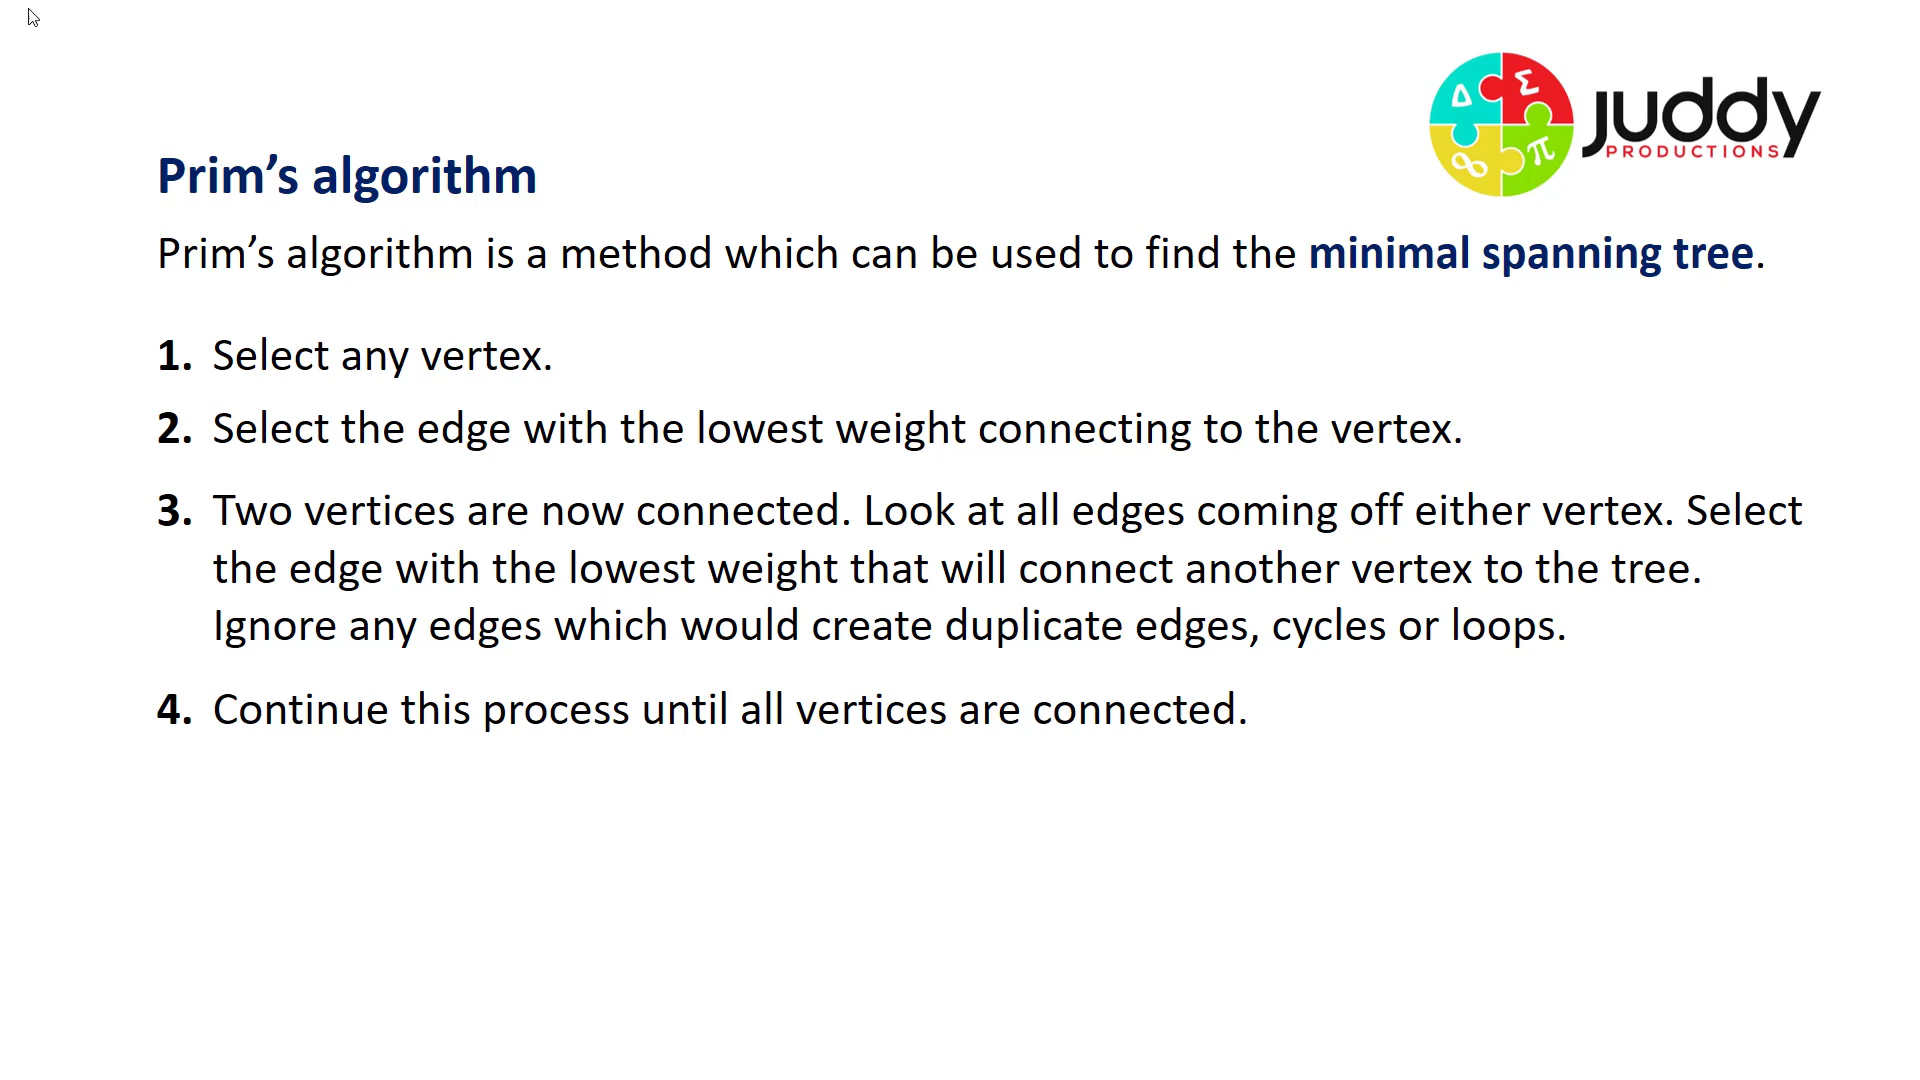 Δ Σ
∞ π
juddy
PRODUCTIONS
Prim’s algorithm
Prim’s algorithm is a method which can be used to find the minimal spanning tree.
1. Select any vertex.
2. Select the edge with the lowest weight connecting to the vertex.
3. Two vertices are now connected. Look at all edges coming off either vertex. Select
the edge with the lowest weight that will connect another vertex to the tree.
Ignore any edges which would create duplicate edges, cycles or loops.
4. Continue this process until all vertices are connected.